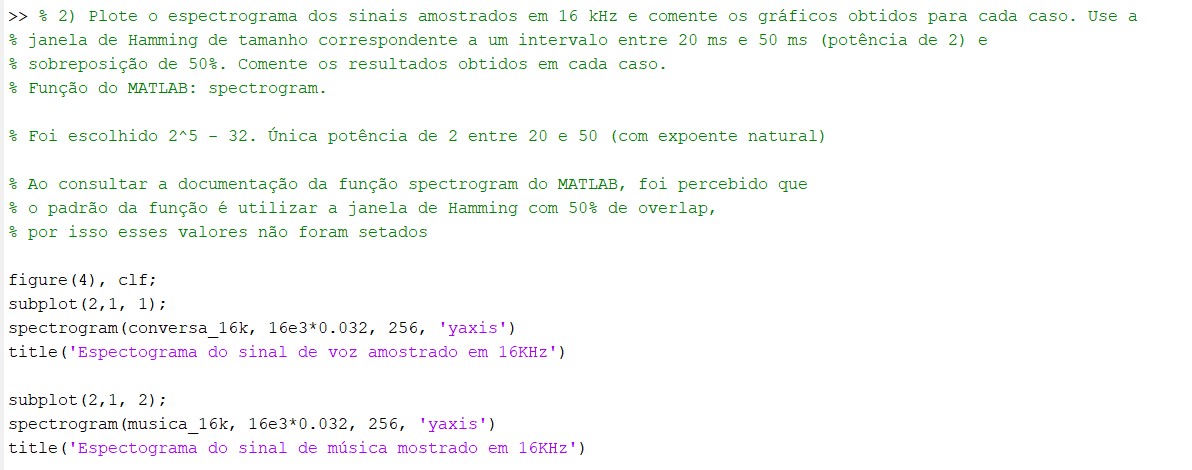 >> % 2) Plote o espectrograma dos sinais amostrados em 16 kHz e comente os gráficos obtidos para cada caso. Use a
% janela de Hamming de tamanho correspondente a um intervalo entre 20 ms e 50 ms (potência de 2) e
% sobreposição de 50%. Comente os resultados obtidos em cada caso.
% Função do MATLAB: spectrogram.
% Foi escolhido 2^5 - 32. Única potência de 2 entre 20 e 50 (com expoente natural)
% Ao consultar a documentação da função spectrogram do MATLAB, foi percebido que
% o padrão da função é utilizar a janela de Hamming com 50% de overlap,
% por isso esses valores não foram setados
figure(4), clf;
subplot(2,1, 1);
spectrogram(conversa_16k, 16e3*0.032, 256, 'yaxis')
title('Espectograma do sinal de voz amostrado em 16KHz')
subplot(2,1, 2);
spectrogram(musica_16k, 16e3*0.032, 256, 'yaxis')
title('Espectograma do sinal de música mostrado em 16KHz')